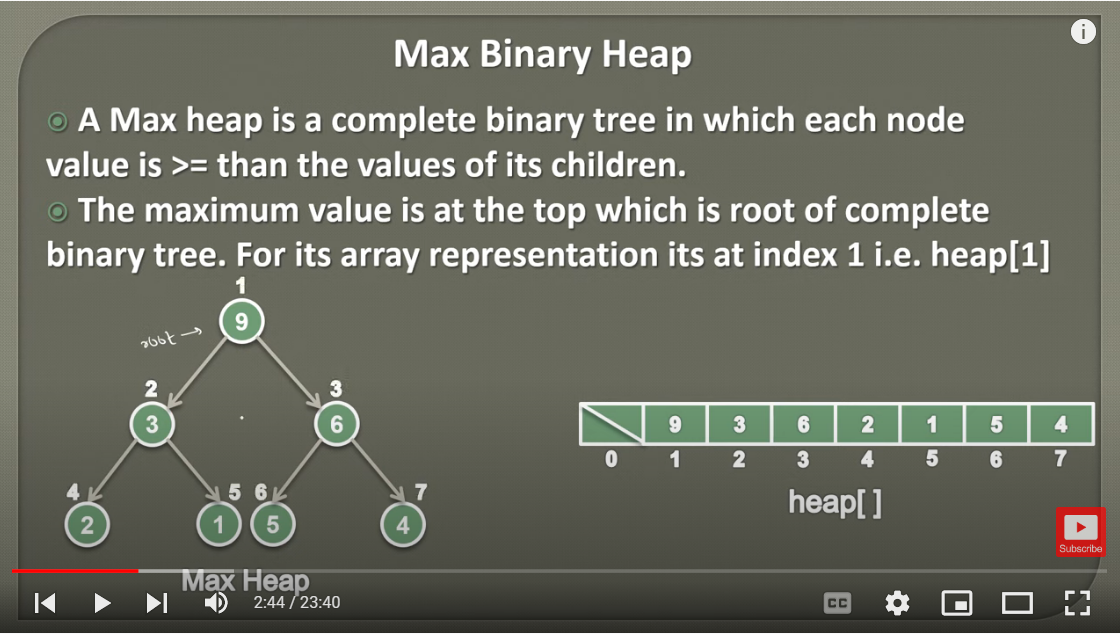 Max Binary Heap
A Max heap is a complete binary tree in which each node
value is >= than the values of its children.
The maximum value is at the top which is root of complete
binary tree. For its array representation its at index 1 i.e. heap[1]
1
9
root →
2 3
3 6
4 5 6 7
2 1 5 4
Max Heap
9 3 6 2 1 5 4
0 1 2 3 4 5 6 7
heap[ ]
Subscribe
2:44 / 23:40
CC